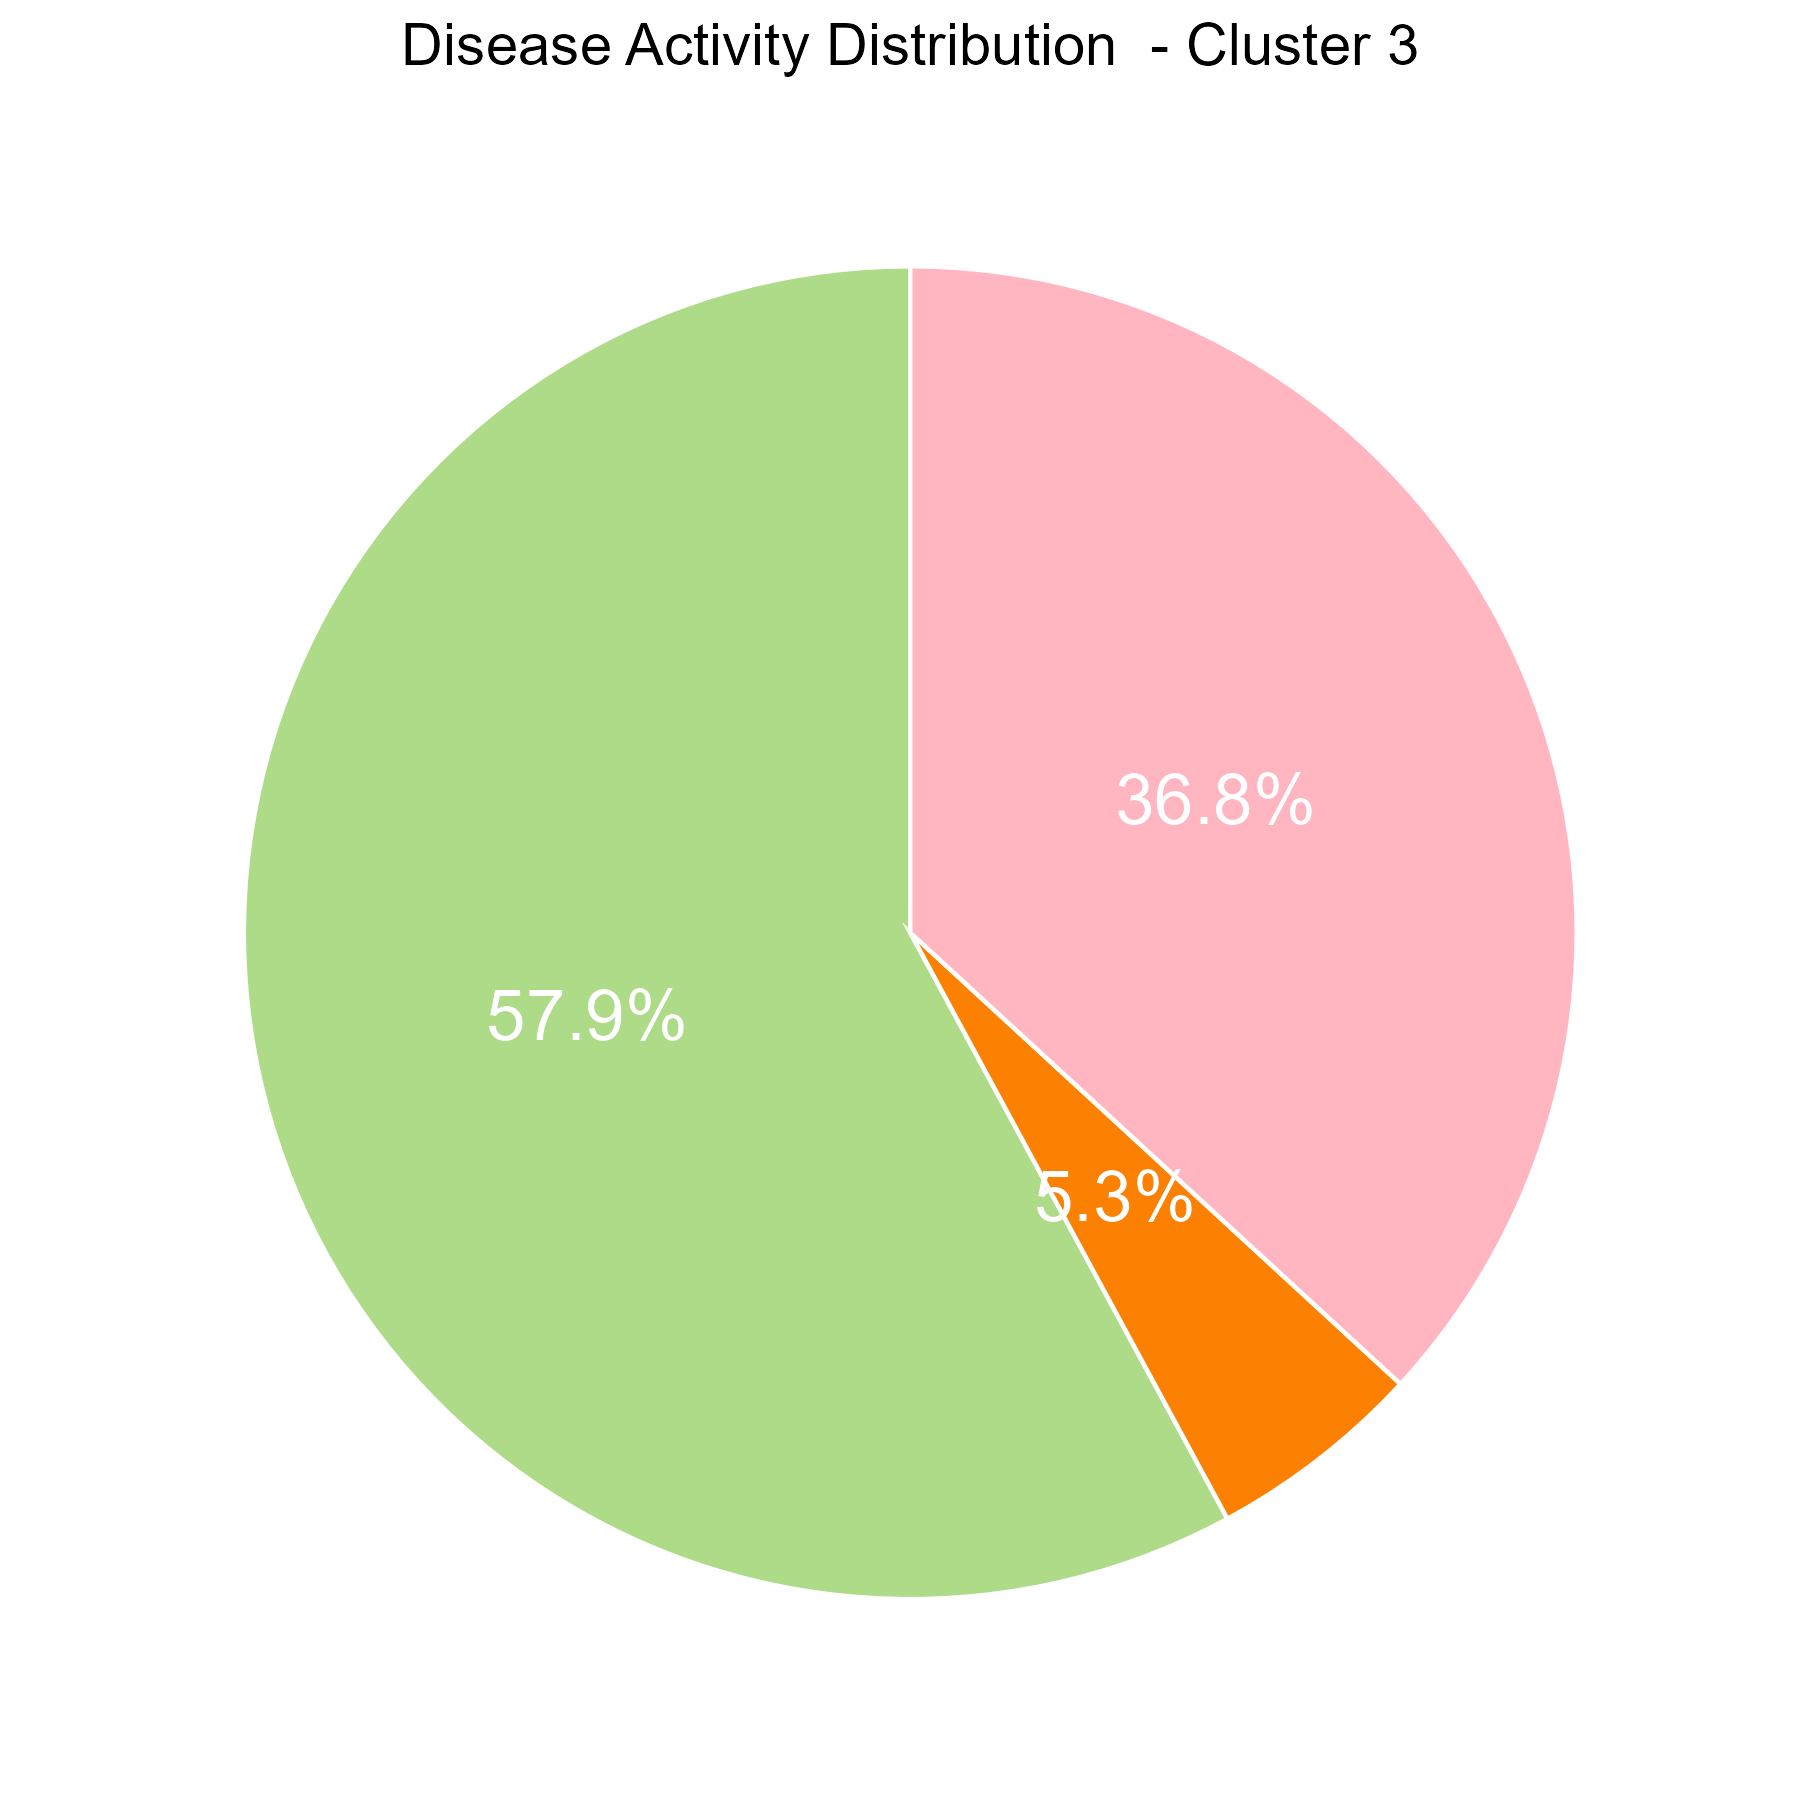 Disease Activity Distribution  - Cluster 3
36.8%
57.9%
5.3%